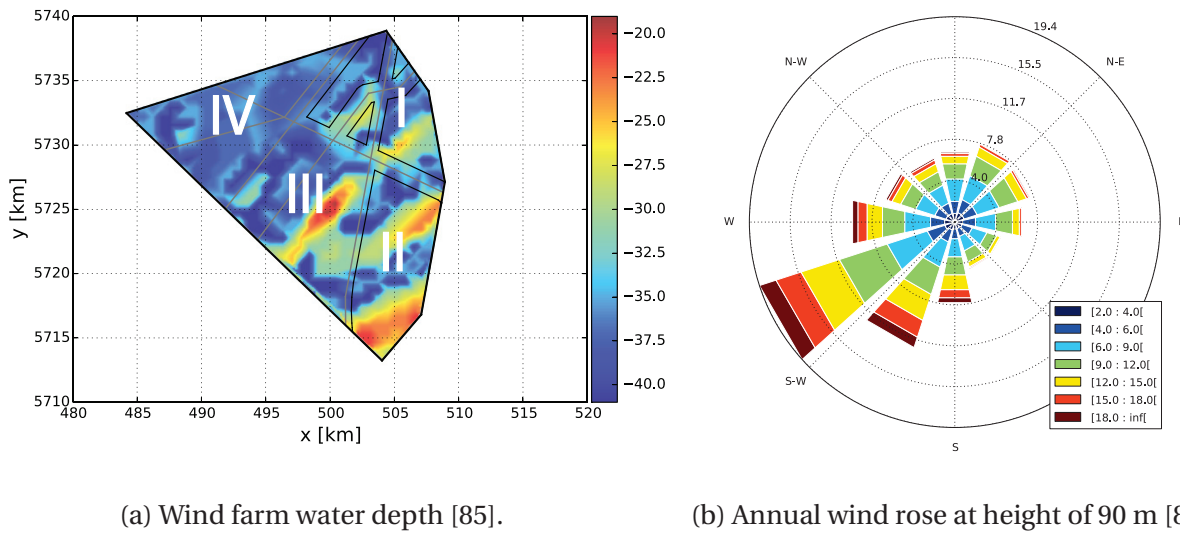 5740
5730
5725
5720
5715
5710
480 485 490 495 500 505 510 515 520
y [km]
x [km]
I
II
III
IV
−20.0
−22.5
−25.0
−27.5
−30.0
−32.5
−35.0
−37.5
−40.0
(a) Wind farm water depth [85].
19.4
15.5
11.7
7.8
4.0
N-W
N-E
W
S-W
S
[2.0 : 4.0[
[4.0 : 6.0[
[6.0 : 9.0[
[9.0 : 12.0[
[12.0 : 15.0[
[15.0 : 18.0[
[18.0 : inf[
(b) Annual wind rose at height of 90 m [8